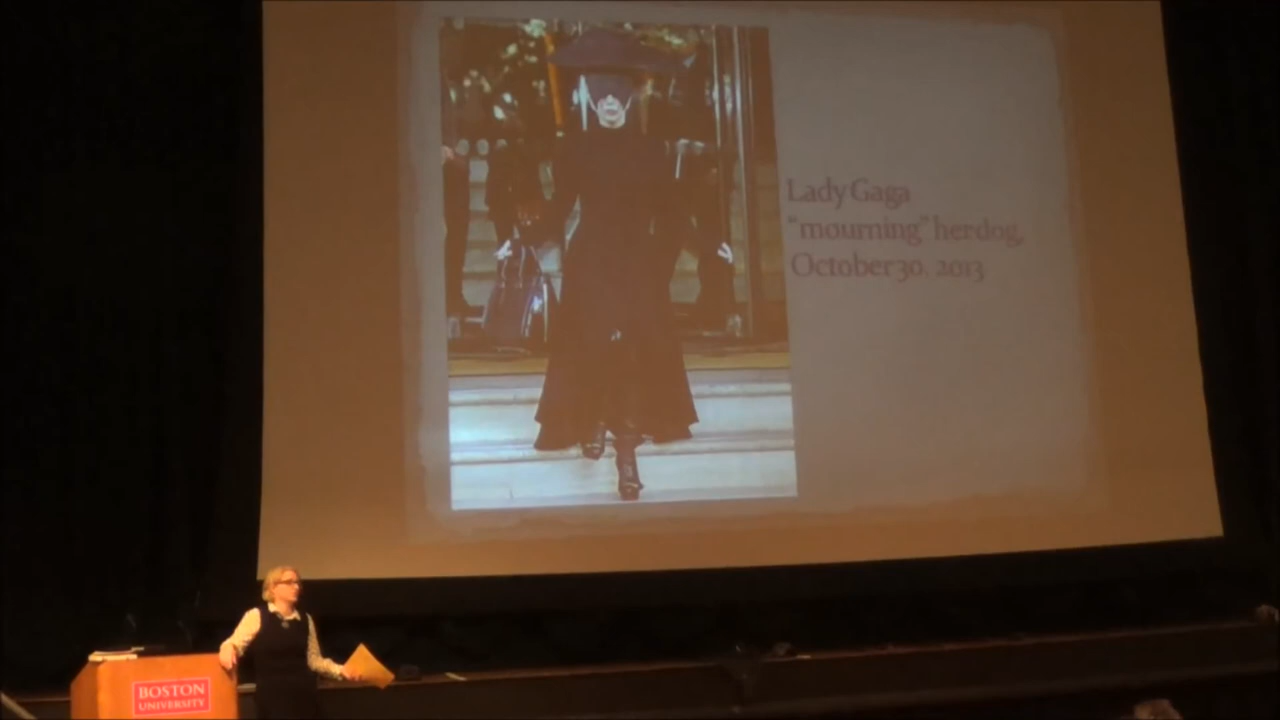 Lady Gaga
"mourning" her dog,
October 30, 2013
BOSTON
UNIVERSITY